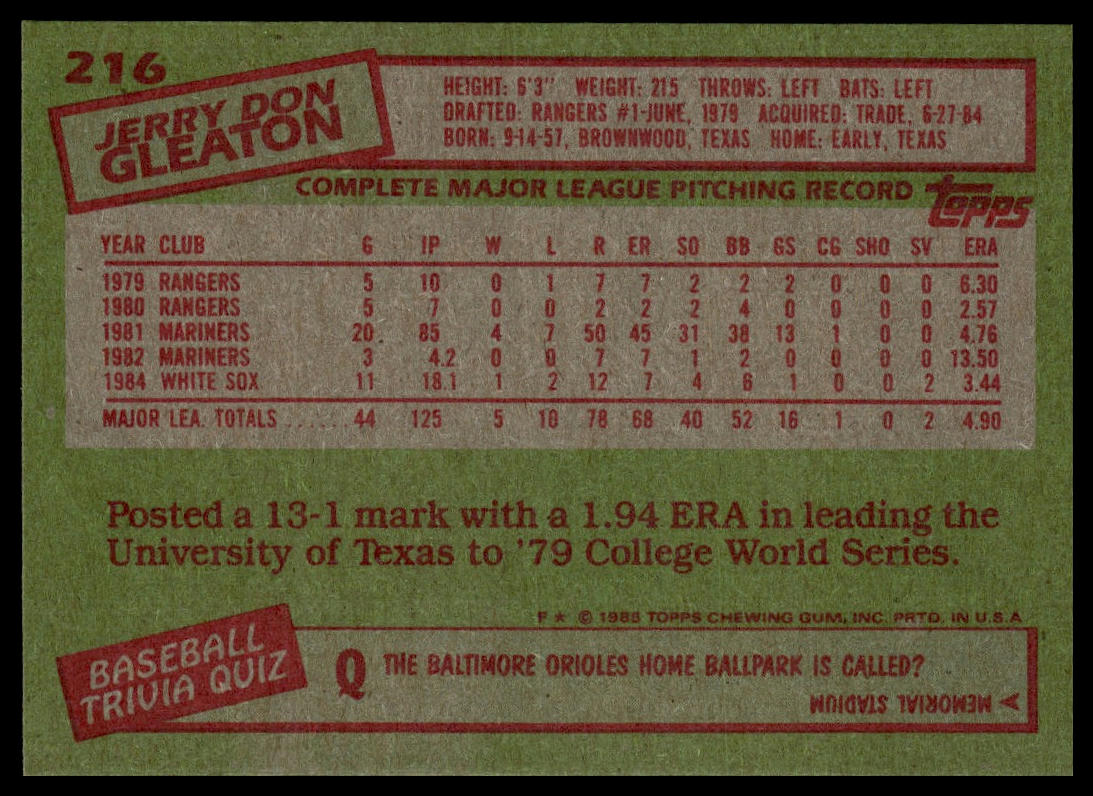 216
JERRY DON
GLEATON
HEIGHT: 6'3" WEIGHT: 215 THROWS: LEFT BATS: LEFT
DRAFTED: RANGERS #1-JUNE, 1979 ACQUIRED: TRADE, 6-27-84
BORN: 9-14-57, BROWNWOOD, TEXAS HOME: EARLY, TEXAS
COMPLETE MAJOR LEAGUE PITCHING RECORD topps
YEAR CLUB G IP W L R ER SO BB GS CG SHO SV ERA
1979 RANGERS 5 10 0 1 7 7 2 2 2 0 0 0 6.30
1980 RANGERS 5 7 0 0 2 2 2 4 0 0 0 0 2.57
1981 MARINERS 20 85 4 7 50 45 31 38 13 1 0 0 4.76
1982 MARINERS 3 4.2 0 0 7 7 1 2 0 0 0 0 13.50
1984 WHITE SOX 11 18.1 1 2 12 7 4 6 1 0 0 2 3.44
MAJOR LEA. TOTALS ...... 44 125 5 10 78 68 40 52 16 1 0 2 4.90
Posted a 13-1 mark with a 1.94 ERA in leading the
University of Texas to '79 College World Series.
F ★ © 1985 TOPPS CHEWING GUM, INC. PRTD. IN U.S.A
BASEBALL
TRIVIA QUIZ
Q THE BALTIMORE ORIOLES HOME BALLPARK IS CALLED?
A MEMORIAL STADIUM